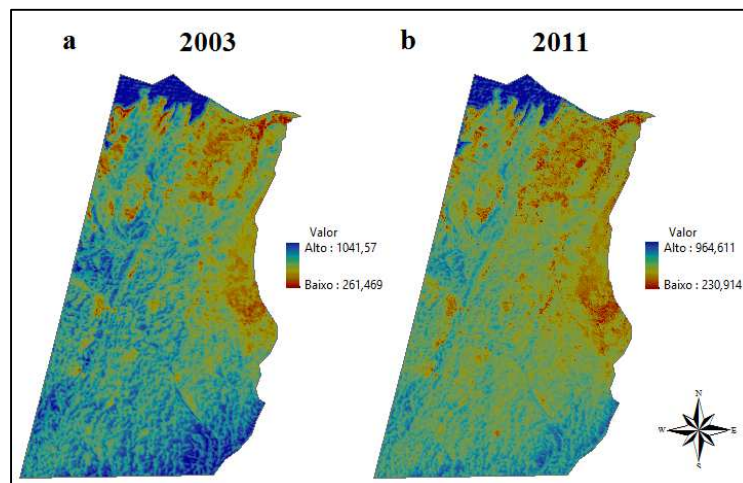 a 2003
b 2011
Valor
Alto : 1041,57
Baixo : 261,469
Valor
Alto : 964,611
Baixo : 230,914
N
W E
S